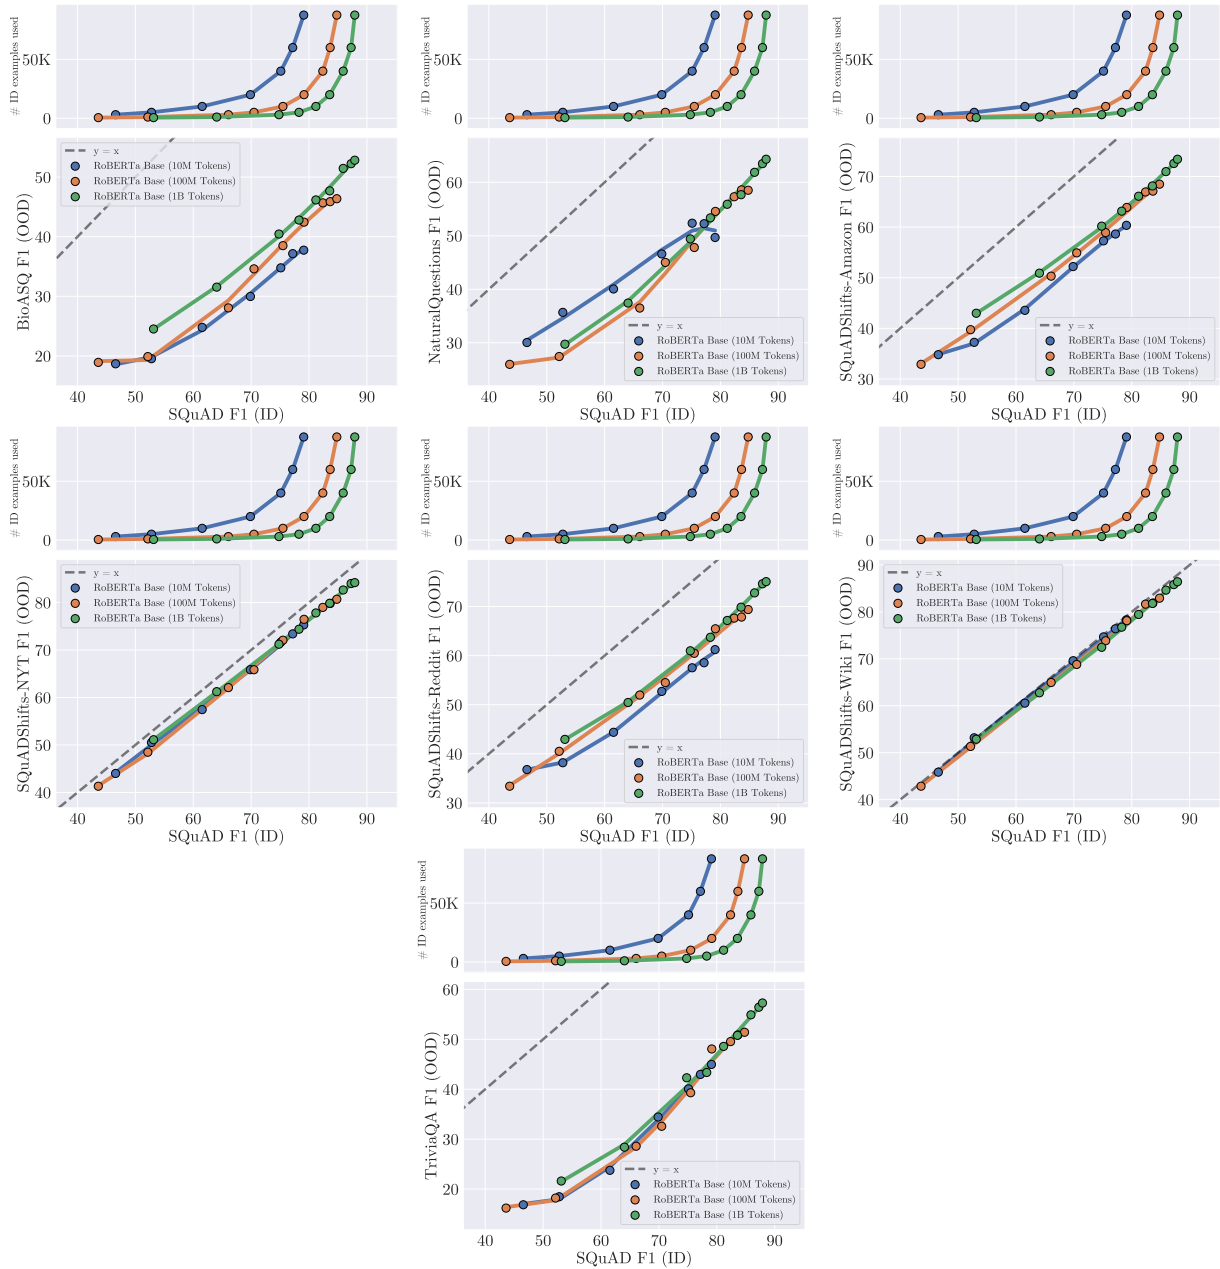 # ID examples used
50K
0
# ID examples used
50K
0
# ID examples used
50K
0
BioASQ F1 (OOD)
50
40
30
20
y = x
RoBERTa Base (10M Tokens)
RoBERTa Base (100M Tokens)
RoBERTa Base (1B Tokens)
40 50 60 70 80 90
SQuAD F1 (ID)
NaturalQuestions F1 (OOD)
60
50
40
30
y = x
RoBERTa Base (10M Tokens)
RoBERTa Base (100M Tokens)
RoBERTa Base (1B Tokens)
40 50 60 70 80 90
SQuAD F1 (ID)
SQuADShifts-Amazon F1 (OOD)
70
60
50
40
30
y = x
RoBERTa Base (10M Tokens)
RoBERTa Base (100M Tokens)
RoBERTa Base (1B Tokens)
40 50 60 70 80 90
SQuAD F1 (ID)
# ID examples used
50K
0
# ID examples used
50K
0
# ID examples used
50K
0
SQuADShifts-NYT F1 (OOD)
80
70
60
50
40
y = x
RoBERTa Base (10M Tokens)
RoBERTa Base (100M Tokens)
RoBERTa Base (1B Tokens)
40 50 60 70 80 90
SQuAD F1 (ID)
SQuADShifts-Reddit F1 (OOD)
70
60
50
40
30
y = x
RoBERTa Base (10M Tokens)
RoBERTa Base (100M Tokens)
RoBERTa Base (1B Tokens)
40 50 60 70 80 90
SQuAD F1 (ID)
SQuADShifts-Wiki F1 (OOD)
90
80
70
60
50
40
y = x
RoBERTa Base (10M Tokens)
RoBERTa Base (100M Tokens)
RoBERTa Base (1B Tokens)
40 50 60 70 80 90
SQuAD F1 (ID)
# ID examples used
50K
0
TriviaQA F1 (OOD)
60
50
40
30
20
y = x
RoBERTa Base (10M Tokens)
RoBERTa Base (100M Tokens)
RoBERTa Base (1B Tokens)
40 50 60 70 80 90
SQuAD F1 (ID)